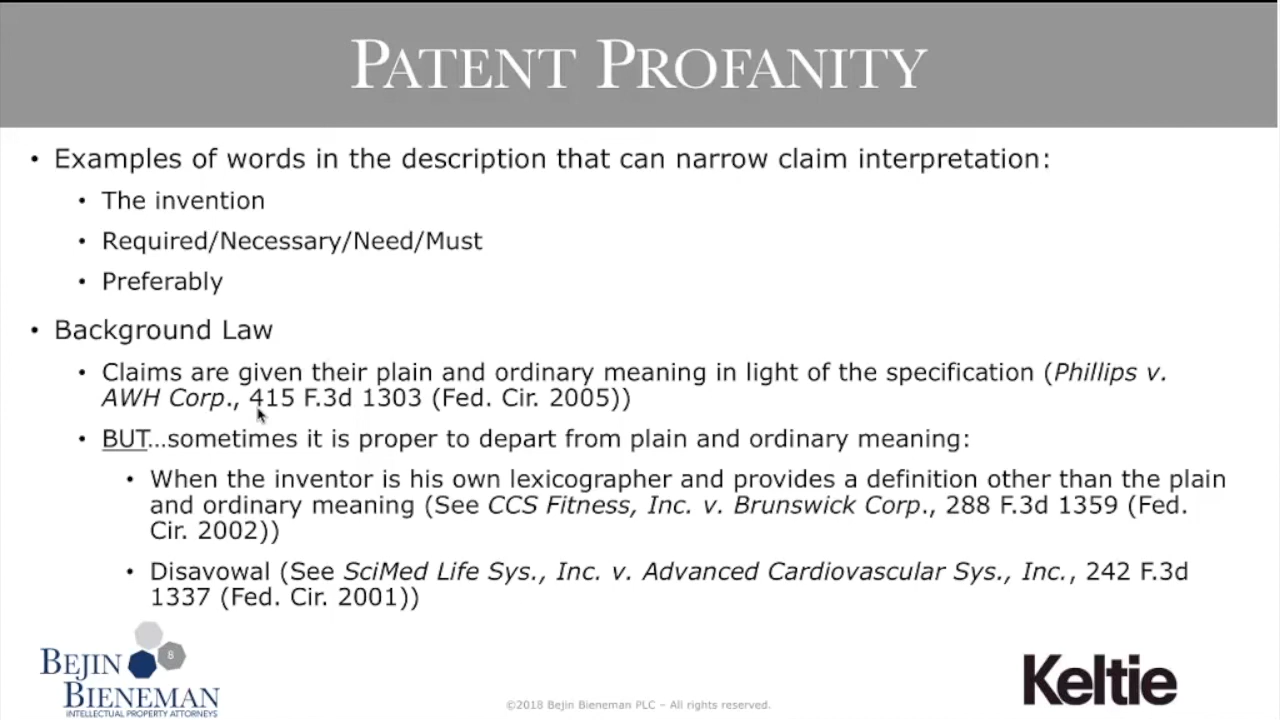 PATENT PROFANITY
• Examples of words in the description that can narrow claim interpretation:
• The invention
• Required/Necessary/Need/Must
• Preferably
• Background Law
• Claims are given their plain and ordinary meaning in light of the specification (Phillips v.
AWH Corp., 415 F.3d 1303 (Fed. Cir. 2005))
• BUT…sometimes it is proper to depart from plain and ordinary meaning:
• When the inventor is his own lexicographer and provides a definition other than the plain
and ordinary meaning (See CCS Fitness, Inc. v. Brunswick Corp., 288 F.3d 1359 (Fed.
Cir. 2002))
• Disavowal (See SciMed Life Sys., Inc. v. Advanced Cardiovascular Sys., Inc., 242 F.3d
1337 (Fed. Cir. 2001))
8
BEJIN
BIENEMAN
INTELLECTUAL PROPERTY ATTORNEYS
©2018 Bejin Bieneman PLC – All rights reserved.
Keltie